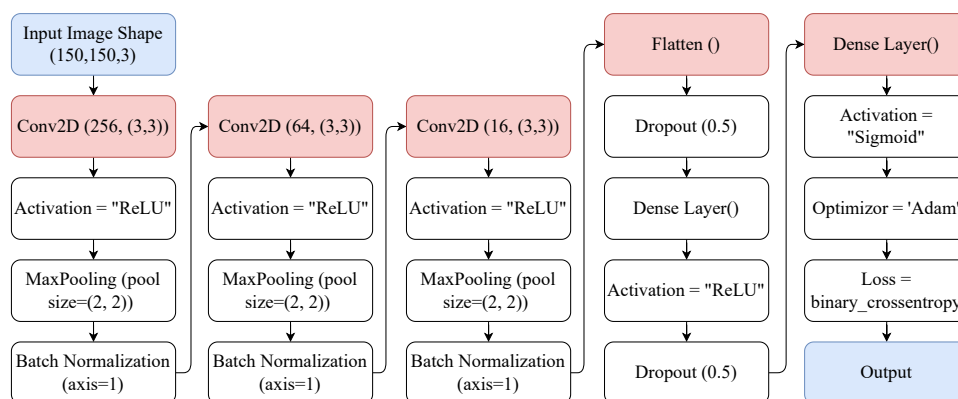 Input Image Shape
(150,150,3)
Conv2D (256, (3,3))
Activation = "ReLU"
MaxPooling (pool
size=(2, 2))
Batch Normalization
(axis=1)
Conv2D (64, (3,3))
Activation = "ReLU"
MaxPooling (pool
size=(2, 2))
Batch Normalization
(axis=1)
Conv2D (16, (3,3))
Activation = "ReLU"
MaxPooling (pool
size=(2, 2))
Batch Normalization
(axis=1)
Flatten ()
Dropout (0.5)
Dense Layer()
Activation = "ReLU"
Dropout (0.5)
Dense Layer()
Activation =
"Sigmoid"
Optimizor = 'Adam'
Loss =
binary_crossentropy
Output